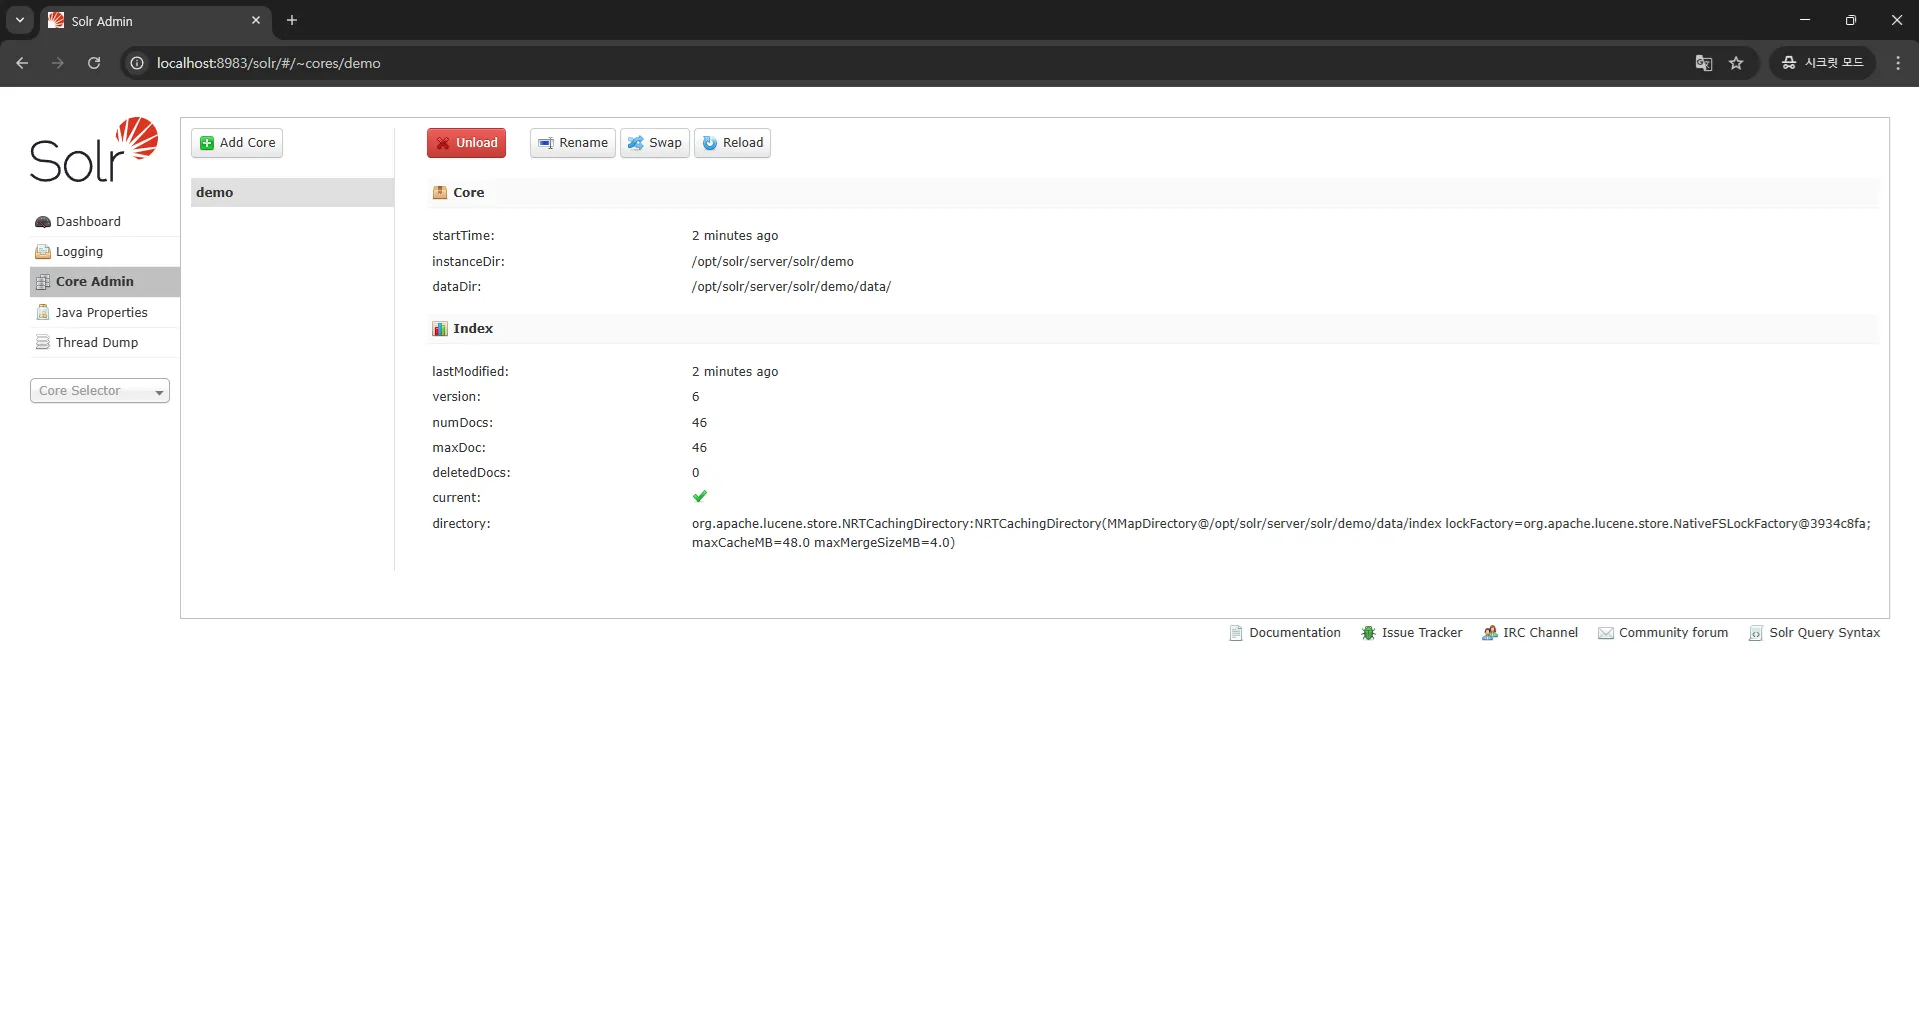 Solr Admin
localhost:8983/solr/#/~cores/demo
시크릿 모드
Solr
Dashboard
Logging
Core Admin
Java Properties
Thread Dump
Core Selector
Add Core
demo
Unload Rename Swap Reload
Core
startTime: 2 minutes ago
instanceDir: /opt/solr/server/solr/demo
dataDir: /opt/solr/server/solr/demo/data/
Index
lastModified: 2 minutes ago
version: 6
numDocs: 46
maxDoc: 46
deletedDocs: 0
current:
directory: org.apache.lucene.store.NRTCachingDirectory:NRTCachingDirectory(MMapDirectory@/opt/solr/server/solr/demo/data/index lockFactory=org.apache.lucene.store.NativeFSLockFactory@3934c8fa;
maxCacheMB=48.0 maxMergeSizeMB=4.0)
Documentation Issue Tracker IRC Channel Community forum Solr Query Syntax